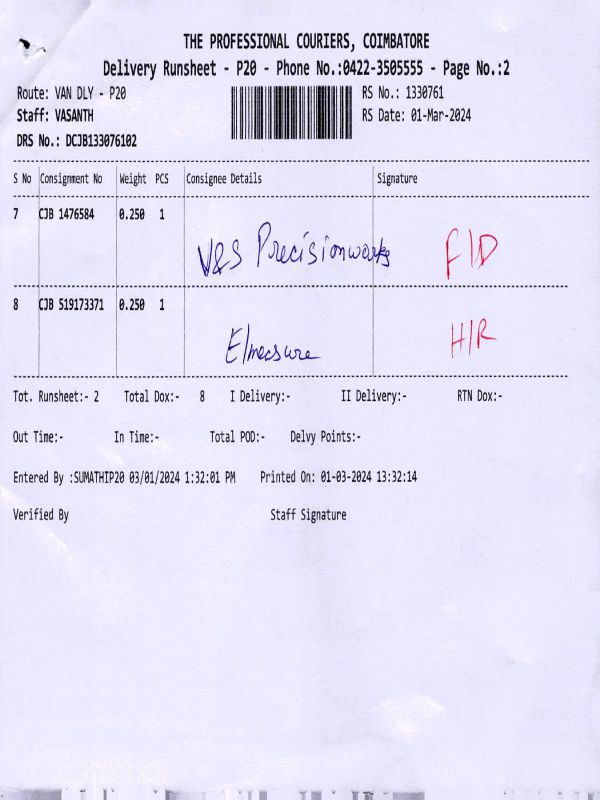 THE PROFESSIONAL COURIERS, COIMBATORE
Delivery Runsheet - P20 - Phone No.:0422-3505555 - Page No.:2
Route: VAN DLY - P20 RS No.: 1330761
Staff: VASANTH RS Date: 01-Mar-2024
DRS No.: DCJB133076102
S No Consignment No Weight PCS Consignee Details Signature
7 CJB 1476584 0.250 1
V&S Precisionworks F/D
8 CJB 519173371 0.250 1
Elmeasure H/R
Tot. Runsheet:- 2 Total Dox:- 8 I Delivery:- II Delivery:- RTN Dox:-
Out Time:- In Time:- Total POD:- Delvy Points:-
Entered By :SUMATHIP20 03/01/2024 1:32:01 PM Printed On: 01-03-2024 13:32:14
Verified By Staff Signature